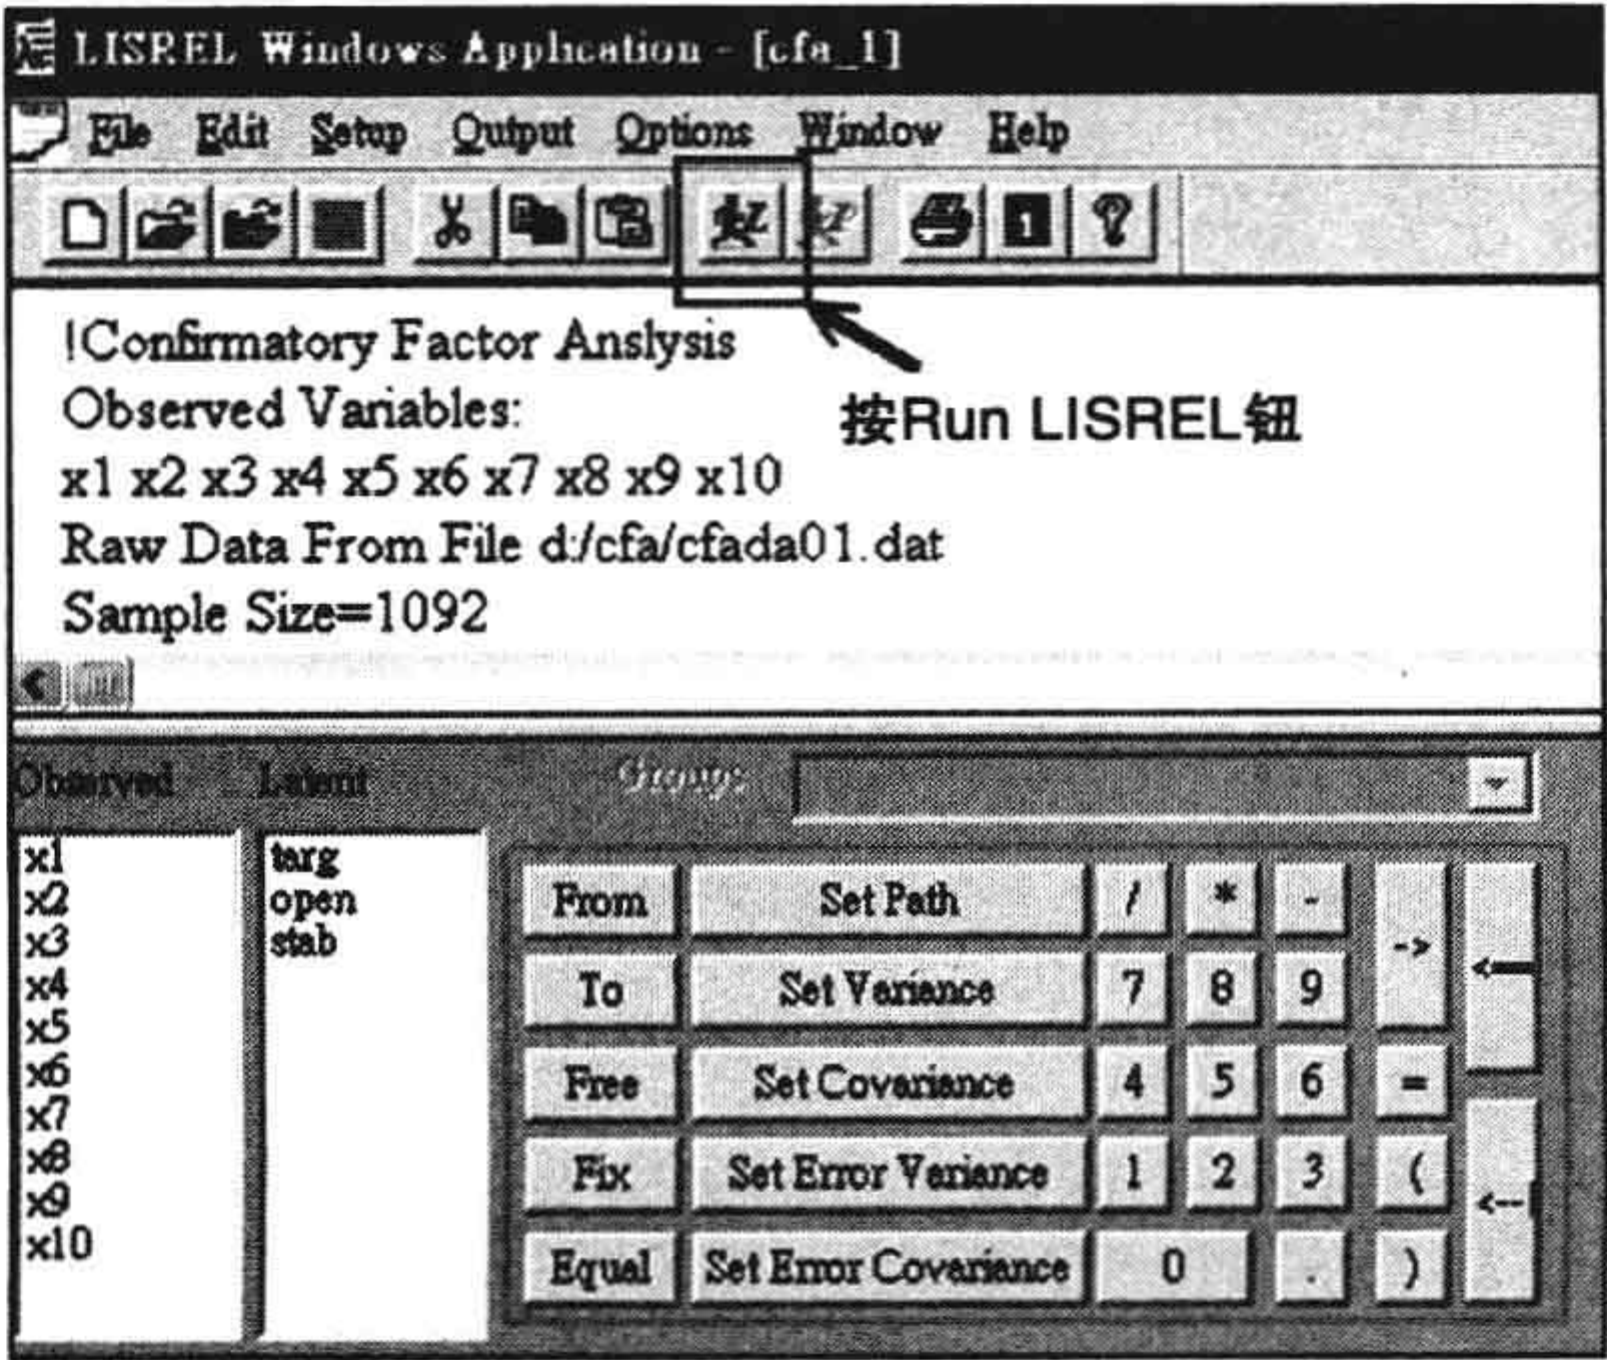 LISREL Windows Application - [cfa_1]
File Edit Setup Output Options Window Help
!Confirmatory Factor Anslysis
Observed Variables:
x1 x2 x3 x4 x5 x6 x7 x8 x9 x10
Raw Data From File d:/cfa/cfada01.dat
Sample Size=1092
按Run LISREL钮
Observed Latent Groups:
x1
x2
x3
x4
x5
x6
x7
x8
x9
x10
targ
open
stab
From Set Path / * - ->
To Set Variance 7 8 9
Free Set Covariance 4 5 6 =
Fix Set Error Variance 1 2 3 (
Equal Set Error Covariance 0 . )